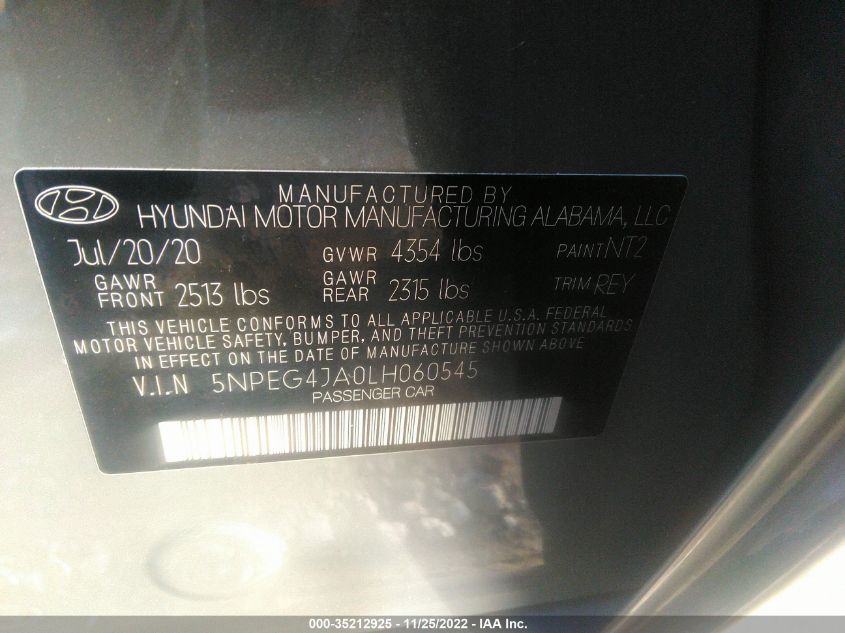 MANUFACTURED BY
HYUNDAI MOTOR MANUFACTURING ALABAMA, LLC
Jul/20/20 GVWR 4354 lbs PAINT NT2
GAWR FRONT 2513 lbs GAWR REAR 2315 lbs TRIM REY
THIS VEHICLE CONFORMS TO ALL APPLICABLE U.S.A. FEDERAL
MOTOR VEHICLE SAFETY, BUMPER, AND THEFT PREVENTION STANDARDS
IN EFFECT ON THE DATE OF MANUFACTURE SHOWN ABOVE.
V.I.N 5NPEG4JA0LH060545
PASSENGER CAR
000-35212925 - 11/25/2022 - IAA Inc.